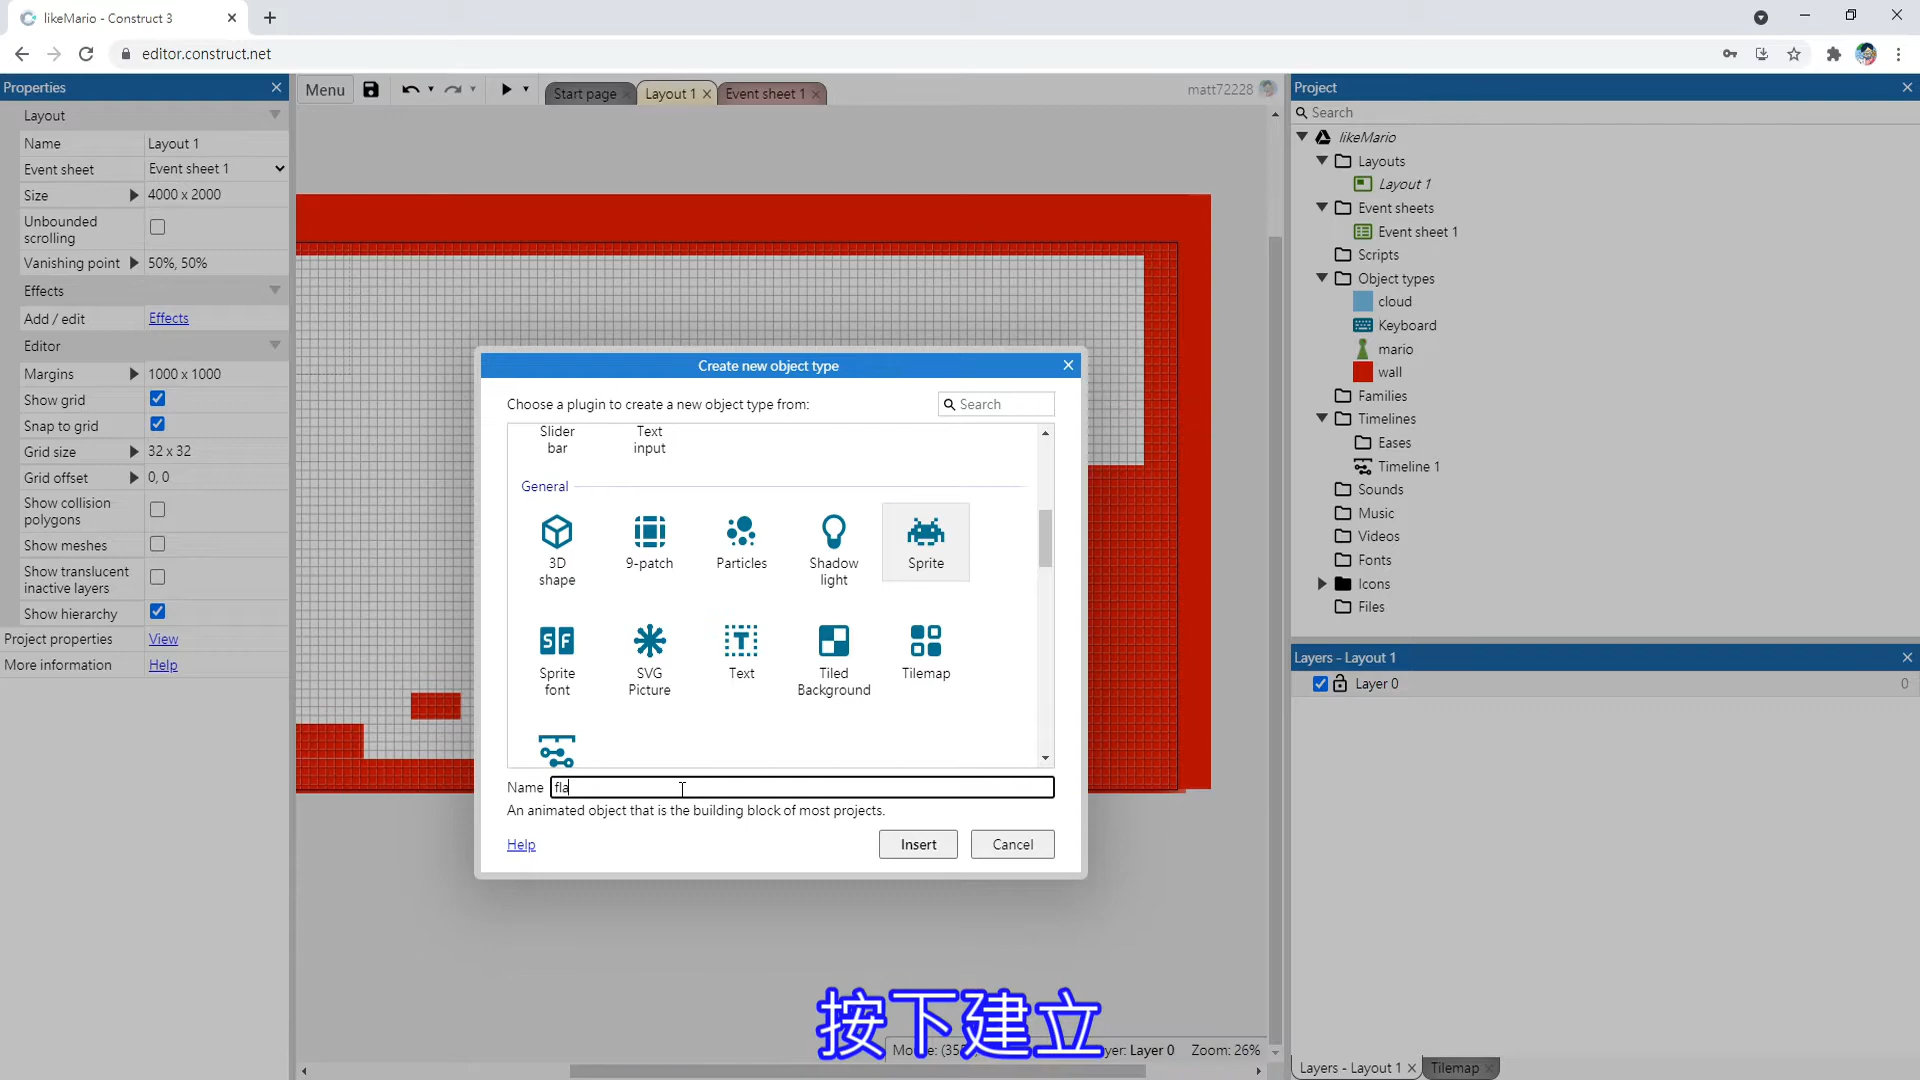 likeMario - Construct 3
editor.construct.net
Properties
Menu
Start page
Layout 1
Event sheet 1
matt72228
Project
Layout
Name
Layout 1
Event sheet
Event sheet 1
Size
4000 x 2000
Unbounded
scrolling
Vanishing point
50%, 50%
Effects
Add / edit
Effects
Editor
Margins
1000 x 1000
Show grid
Snap to grid
Grid size
32 x 32
Grid offset
0, 0
Show collision
polygons
Show meshes
Show translucent
inactive layers
Show hierarchy
Project properties
View
More information
Help
Create new object type
Choose a plugin to create a new object type from:
Search
Slider
bar
Text
input
General
3D
shape
9-patch
Particles
Shadow
light
Sprite
SF
Sprite
font
SVG
Picture
T
Text
Tiled
Background
Tilemap
Name
fla
An animated object that is the building block of most projects.
Help
Insert
Cancel
按下建立
Layer 0
Zoom: 26%
Search
likeMario
Layouts
Layout 1
Event sheets
Event sheet 1
Scripts
Object types
cloud
Keyboard
mario
wall
Families
Timelines
Eases
Timeline 1
Sounds
Music
Videos
Fonts
Icons
Files
Layers - Layout 1
Layer 0
0
Layers - Layout 1
Tilemap